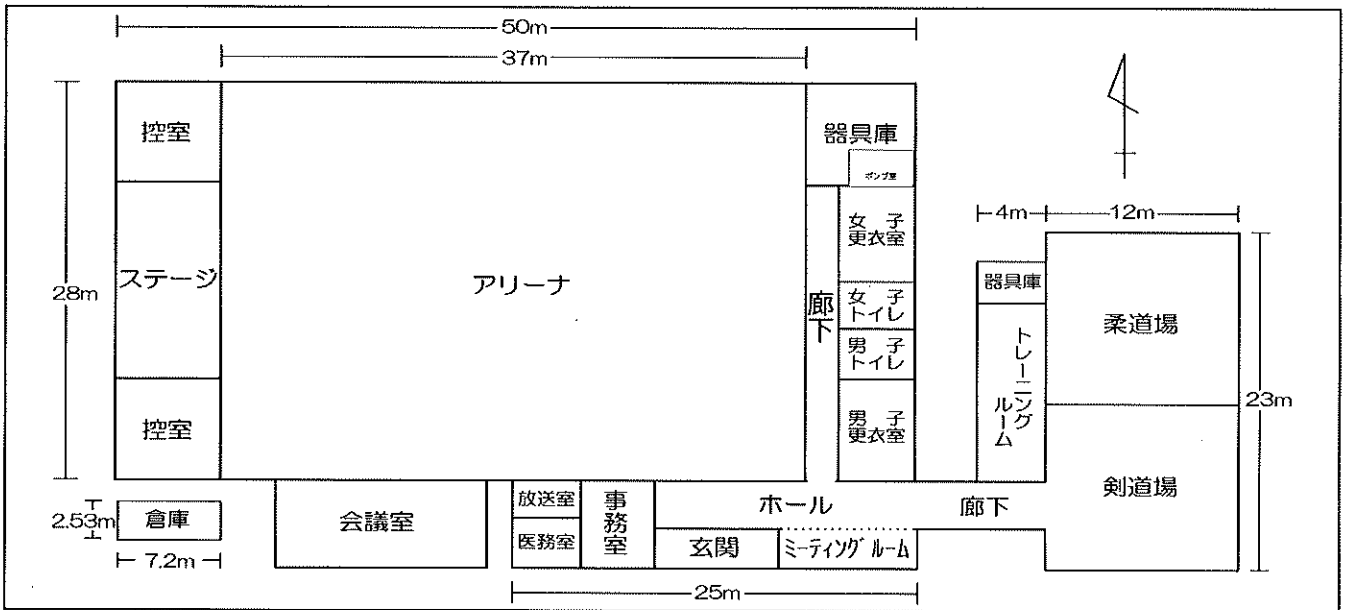 50m
37m
控室
器具庫
ポンプ室
4m
12m
女 子
更衣室
ステージ
アリーナ
28m
廊下
女 子
トイレ
器具庫
柔道場
男 子
トイレ
トレーニング
ルーム
23m
控室
男 子
更衣室
剣道場
2.53m
倉庫
会議室
放送室
事務室
ホール
廊下
医務室
玄関
ミーティングルーム
7.2m
25m